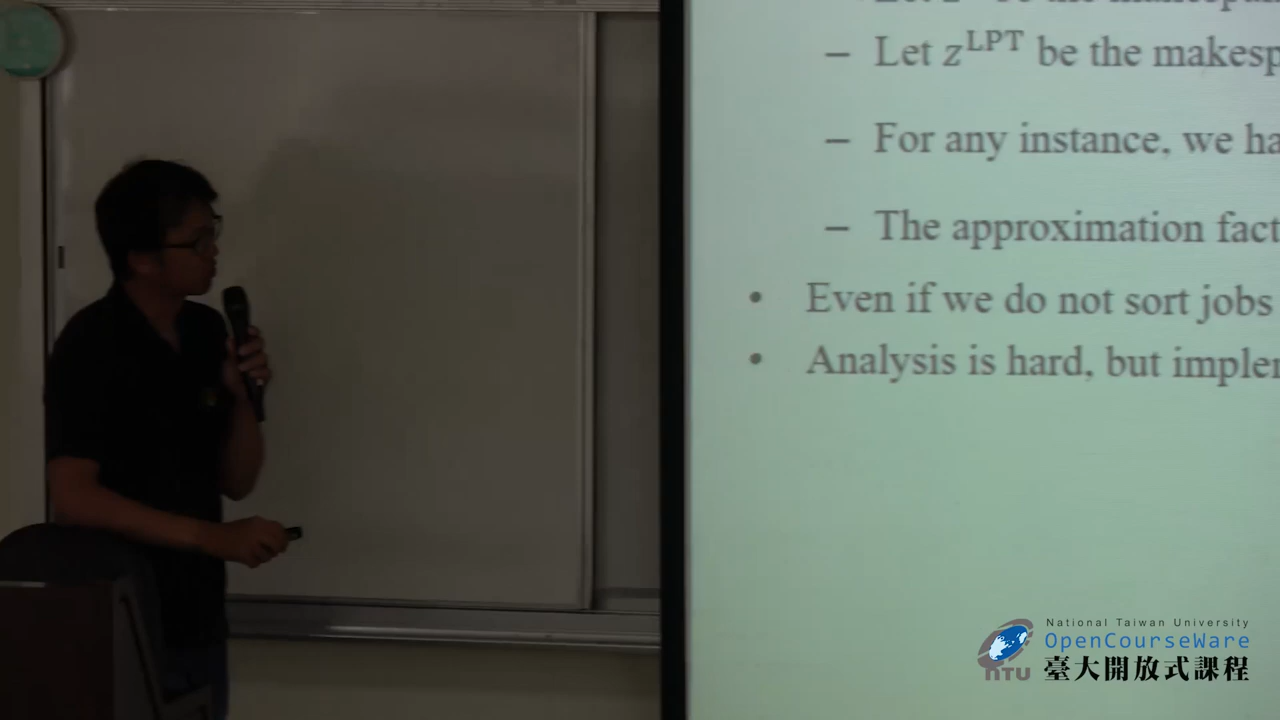 – Let z^LPT be the makesp
– For any instance, we ha
– The approximation fact
• Even if we do not sort jobs
• Analysis is hard, but impler
National Taiwan University
OpenCourseWare
臺大開放式課程
NTU